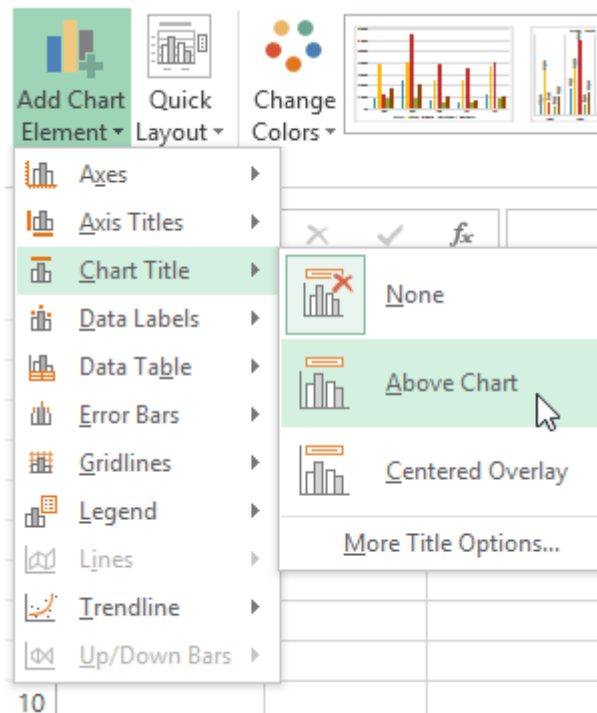 Add Chart Element
Quick Layout
Change Colors
Axes
Axis Titles
Chart Title
Data Labels
Data Table
Error Bars
Gridlines
Legend
Lines
Trendline
Up/Down Bars
fx
None
Above Chart
Centered Overlay
More Title Options...
10